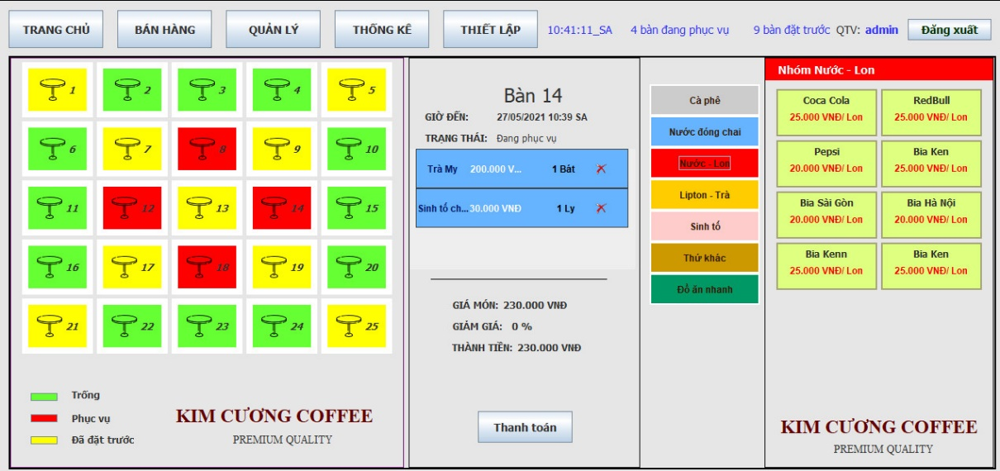 TRANG CHỦ BÁN HÀNG QUẢN LÝ THỐNG KÊ THIẾT LẬP 10:41:11_SA 4 bàn đang phục vụ 9 bàn đặt trước QTV: admin Đăng xuất
1 2 3 4 5
6 7 8 9 10
11 12 13 14 15
16 17 18 19 20
21 22 23 24 25
Trống
Phục vụ
Đã đặt trước
KIM CƯƠNG COFFEE
PREMIUM QUALITY
Bàn 14
GIỜ ĐẾN: 27/05/2021 10:39 SA
TRẠNG THÁI: Đang phục vụ
Trà My 200.000 V... 1 Bát
Sinh tố ch... 30.000 VNĐ 1 Ly
GIÁ MÓN: 230.000 VNĐ
GIẢM GIÁ: 0 %
THÀNH TIỀN: 230.000 VNĐ
Thanh toán
Cà phê
Nước đóng chai
Nước - Lon
Lipton - Trà
Sinh tố
Thứ khác
Đồ ăn nhanh
Nhóm Nước - Lon
Coca Cola RedBull
25.000 VNĐ/ Lon 25.000 VNĐ/ Lon
Pepsi Bia Ken
20.000 VNĐ/ Lon 25.000 VNĐ/ Lon
Bia Sài Gòn Bia Hà Nội
20.000 VNĐ/ Lon 20.000 VNĐ/ Lon
Bia Kenn Bia Ken
25.000 VNĐ/ Lon 25.000 VNĐ/ Lon
KIM CƯƠNG COFFEE
PREMIUM QUALITY